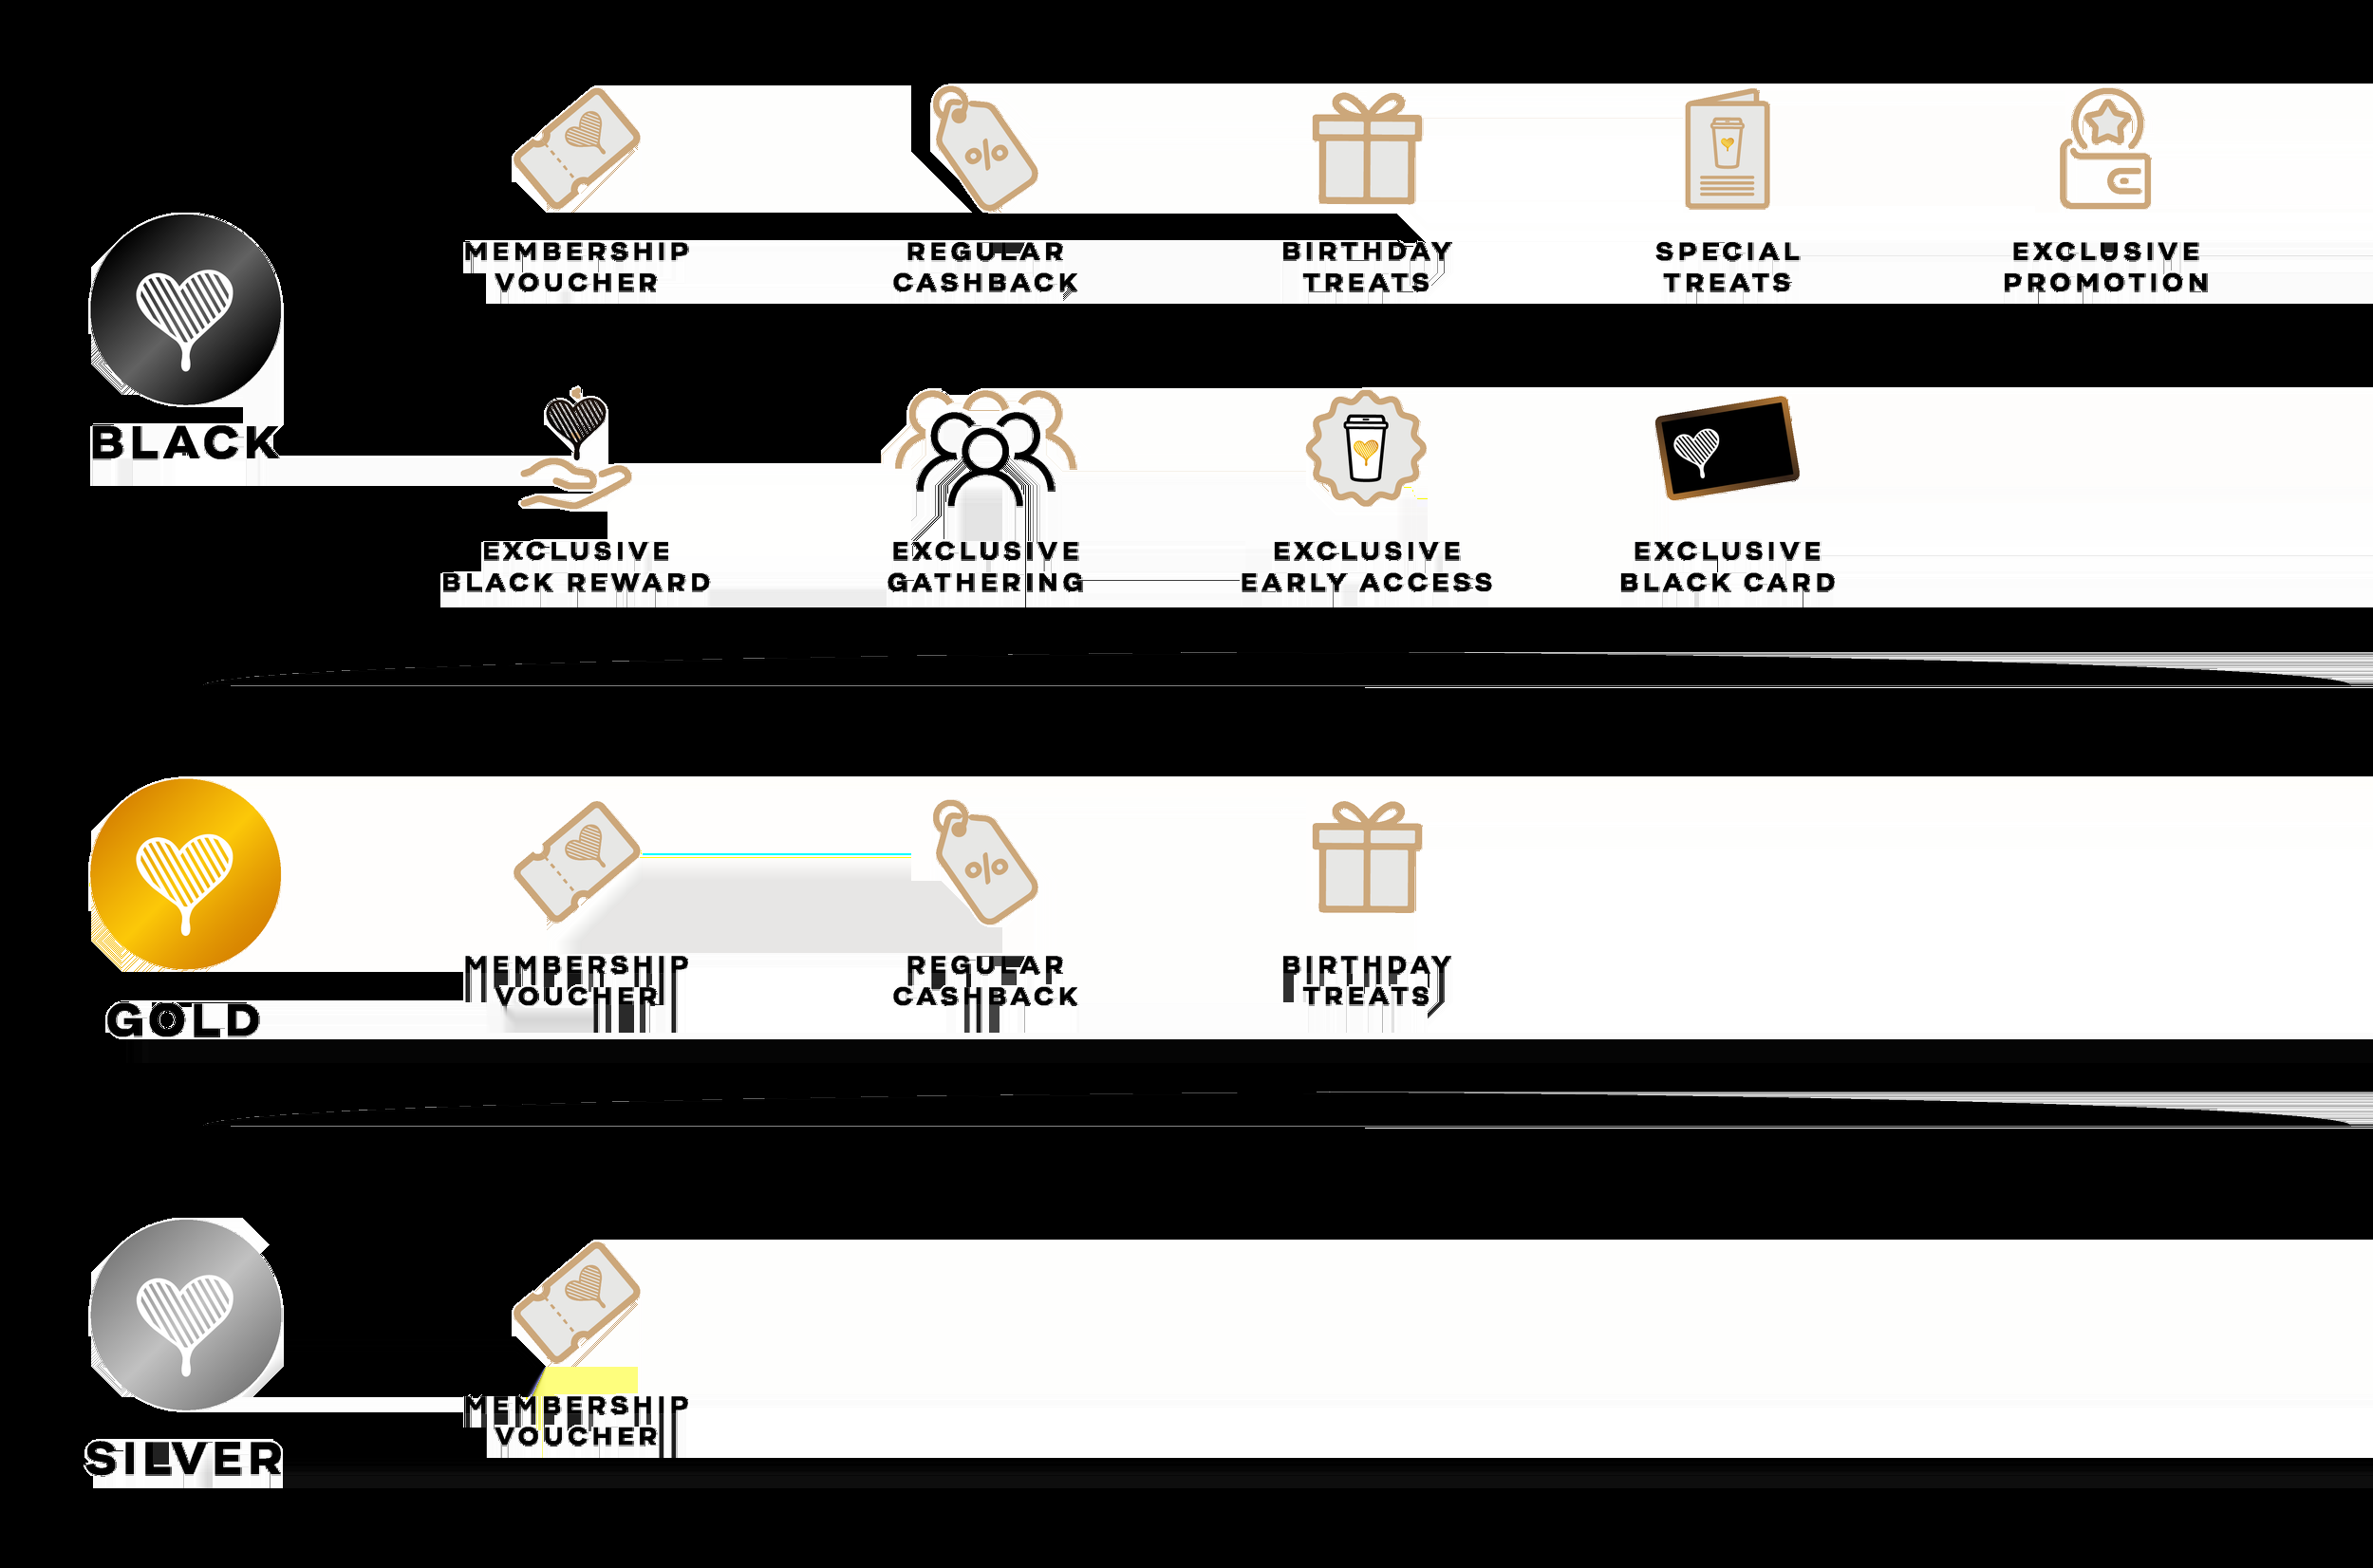 MEMBERSHIP
VOUCHER
REGULAR
CASHBACK
%
BIRTHDAY
TREATS
SPECIAL
TREATS
EXCLUSIVE
PROMOTION
BLACK
EXCLUSIVE
BLACK REWARD
EXCLUSIVE
GATHERING
EXCLUSIVE
EARLY ACCESS
EXCLUSIVE
BLACK CARD
GOLD
MEMBERSHIP
VOUCHER
REGULAR
CASHBACK
%
BIRTHDAY
TREATS
SILVER
MEMBERSHIP
VOUCHER